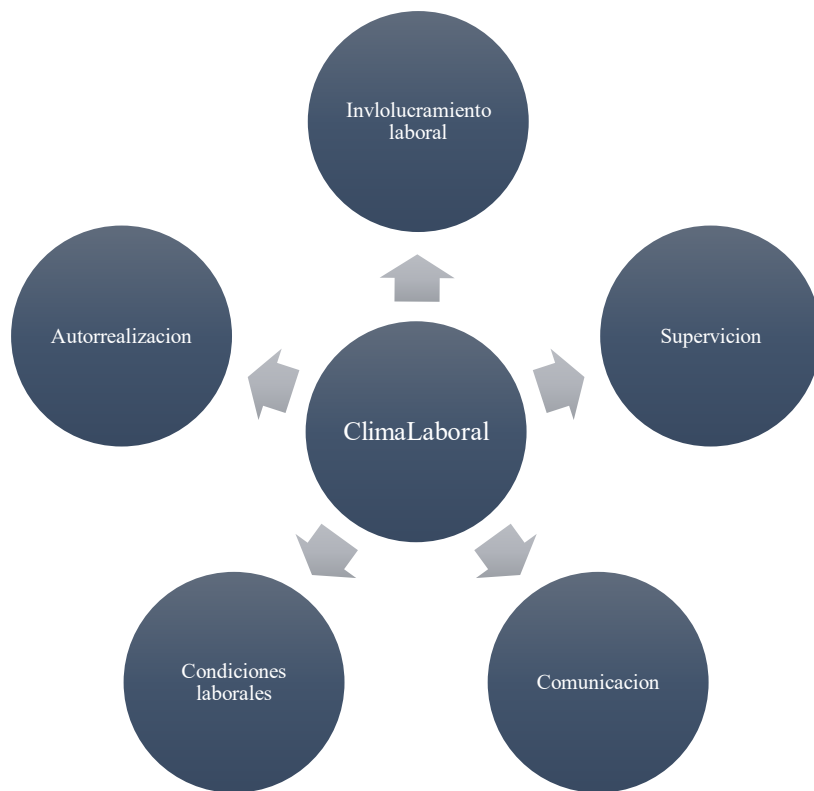 Invlolucramiento
laboral
Autorrealizacion
Supervicion
ClimaLaboral
Condiciones
laborales
Comunicacion